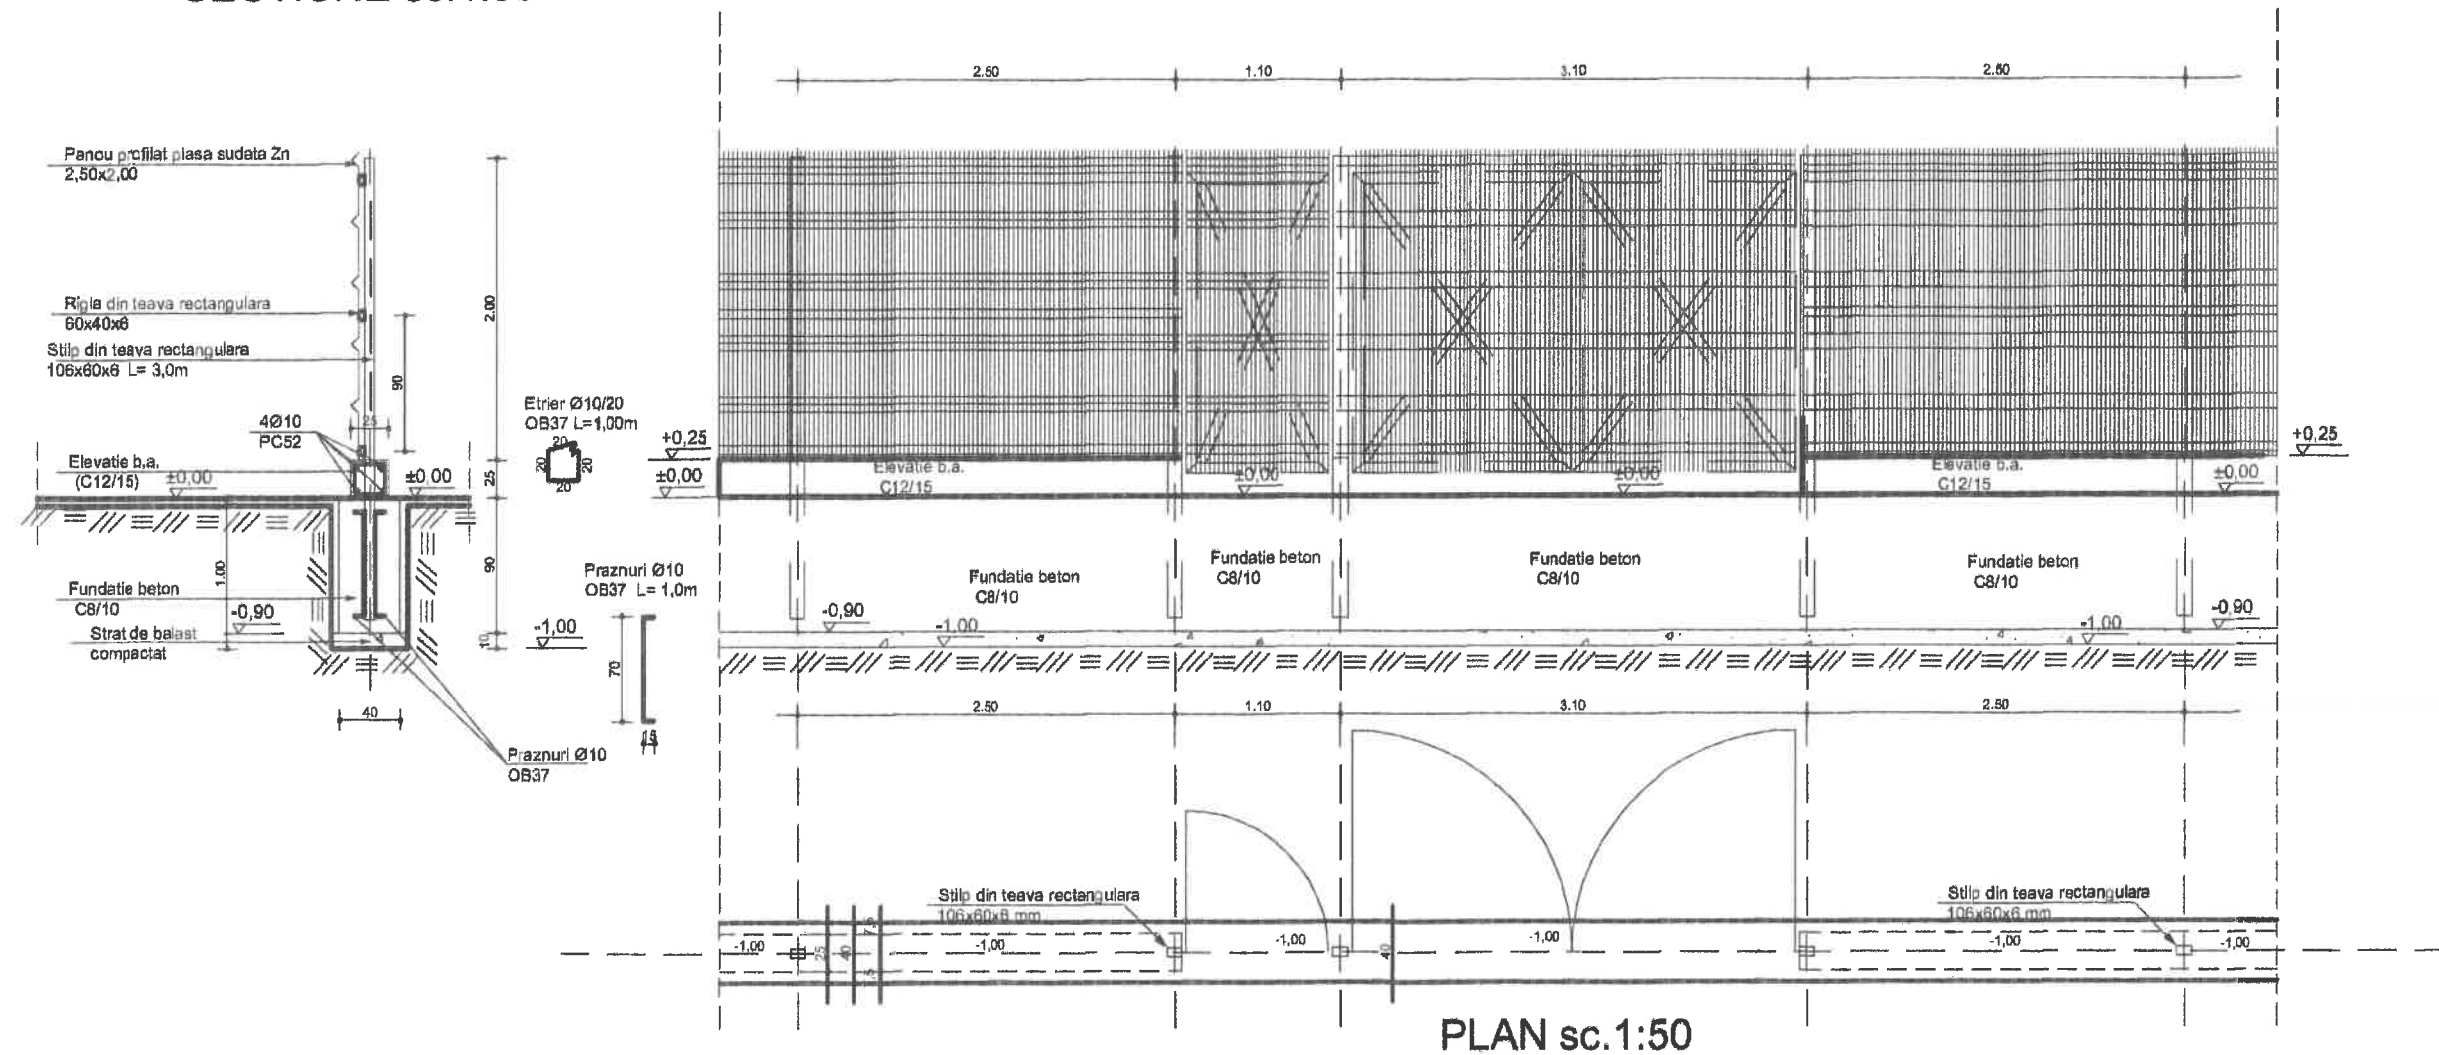 2.50
1.10
3.10
2.50
Panou profilat plasa sudata Zn
2,50x2,00
Rigla din teava rectangulara
60x40x6
Stilp din teava rectangulara
106x60x6 L= 3,0m
2.00
90
25
4Ø10
PC52
Elevatie b.a.
(C12/15)
±0,00
±0,00
25
Etrier Ø10/20
OB37 L=1,00m
20
20
20
20
+0,25
±0,00
Elevatie b.a.
C12/15
±0,00
±0,00
Elevatie b.a.
C12/15
+0,25
±0,00
1.00
90
10
Fundatie beton
C8/10
-0,90
Strat de balast
compactat
40
Praznuri Ø10
OB37
Praznuri Ø10
OB37 L= 1,0m
70
15
-1,00
Fundatie beton
C8/10
Fundatie beton
C8/10
Fundatie beton
C8/10
Fundatie beton
C8/10
-0,90
-1,00
-1,00
-0,90
2.50
1.10
3.10
2.50
Stilp din teava rectangulara
106x60x6 mm
Stilp din teava rectangulara
106x60x6 mm
-1,00
25
40
-1,00
-1,00
40
-1,00
-1,00
-1,00
PLAN sc.1:50